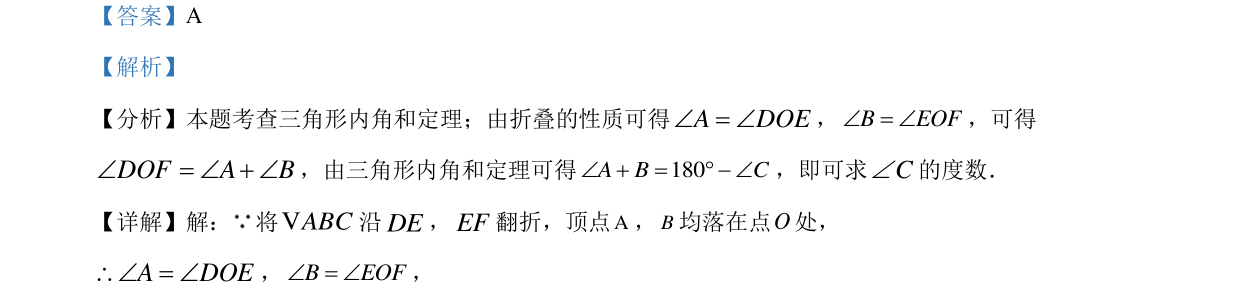 【答案】A
【解析】
【分析】本题考查三角形内角和定理；由折叠的性质可得∠A = ∠DOE，∠B = ∠EOF，可得
∠DOF = ∠A + ∠B，由三角形内角和定理可得∠A + B = 180° − ∠C，即可求∠C的度数．
【详解】解：∵将VABC沿DE，EF翻折，顶点A，B均落在点O处，
∴∠A = ∠DOE，∠B = ∠EOF，